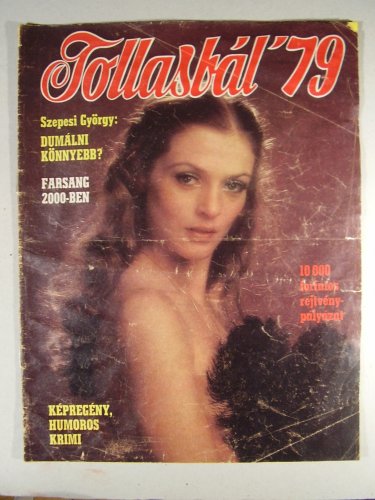 Tollasbál '79
Szepesi György:
DUMÁLNI
KÖNNYEBB?
FARSANG
2000-BEN
10 000
forintos
rejtvény-
pályázat
KÉPREGÉNY,
HUMOROS
KRIMI